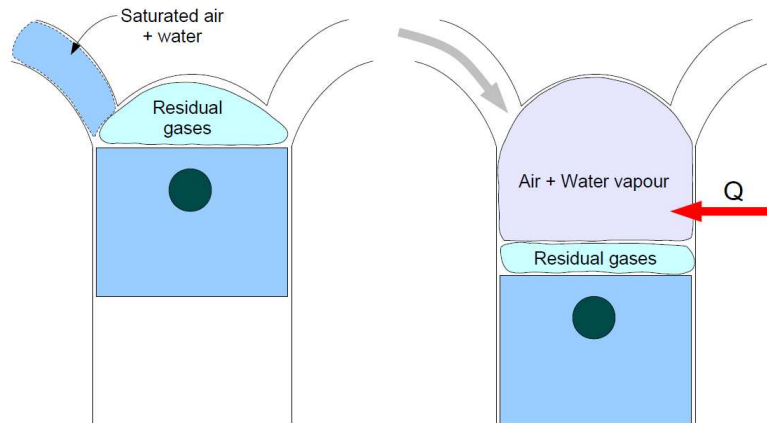 Saturated air
+ water
Residual
gases
Air + Water vapour
Q
Residual gases